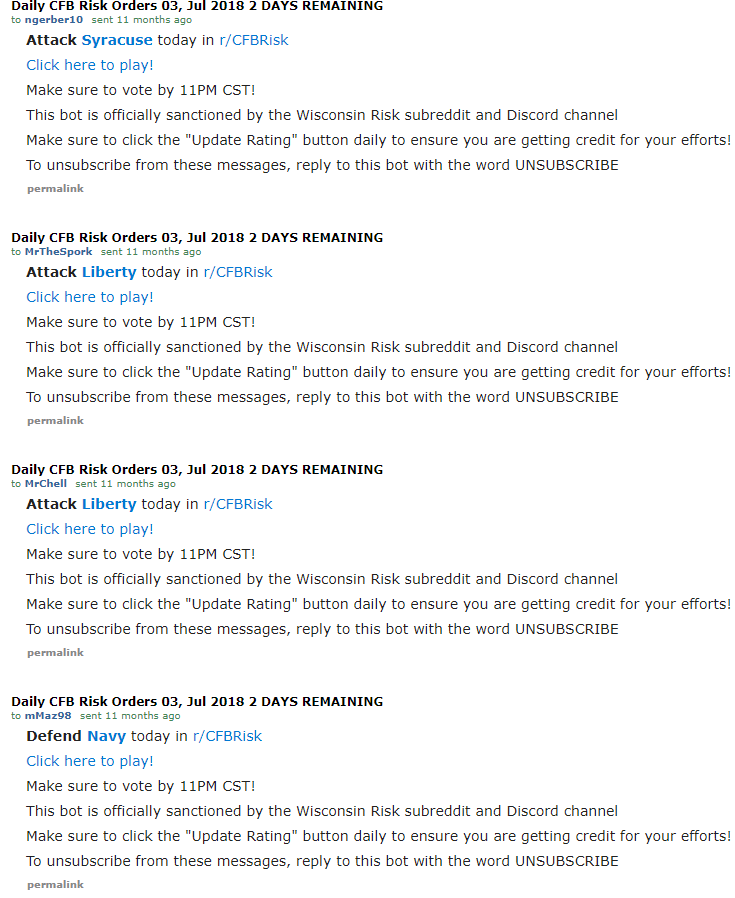 Daily CFB Risk Orders 03, Jul 2018 2 DAYS REMAINING
to ngerber10 sent 11 months ago
Attack Syracuse today in r/CFBRisk
Click here to play!
Make sure to vote by 11PM CST!
This bot is officially sanctioned by the Wisconsin Risk subreddit and Discord channel
Make sure to click the "Update Rating" button daily to ensure you are getting credit for your efforts!
To unsubscribe from these messages, reply to this bot with the word UNSUBSCRIBE
permalink
Daily CFB Risk Orders 03, Jul 2018 2 DAYS REMAINING
to MrTheSpork sent 11 months ago
Attack Liberty today in r/CFBRisk
Click here to play!
Make sure to vote by 11PM CST!
This bot is officially sanctioned by the Wisconsin Risk subreddit and Discord channel
Make sure to click the "Update Rating" button daily to ensure you are getting credit for your efforts!
To unsubscribe from these messages, reply to this bot with the word UNSUBSCRIBE
permalink
Daily CFB Risk Orders 03, Jul 2018 2 DAYS REMAINING
to MrChell sent 11 months ago
Attack Liberty today in r/CFBRisk
Click here to play!
Make sure to vote by 11PM CST!
This bot is officially sanctioned by the Wisconsin Risk subreddit and Discord channel
Make sure to click the "Update Rating" button daily to ensure you are getting credit for your efforts!
To unsubscribe from these messages, reply to this bot with the word UNSUBSCRIBE
permalink
Daily CFB Risk Orders 03, Jul 2018 2 DAYS REMAINING
to mMaz98 sent 11 months ago
Defend Navy today in r/CFBRisk
Click here to play!
Make sure to vote by 11PM CST!
This bot is officially sanctioned by the Wisconsin Risk subreddit and Discord channel
Make sure to click the "Update Rating" button daily to ensure you are getting credit for your efforts!
To unsubscribe from these messages, reply to this bot with the word UNSUBSCRIBE
permalink